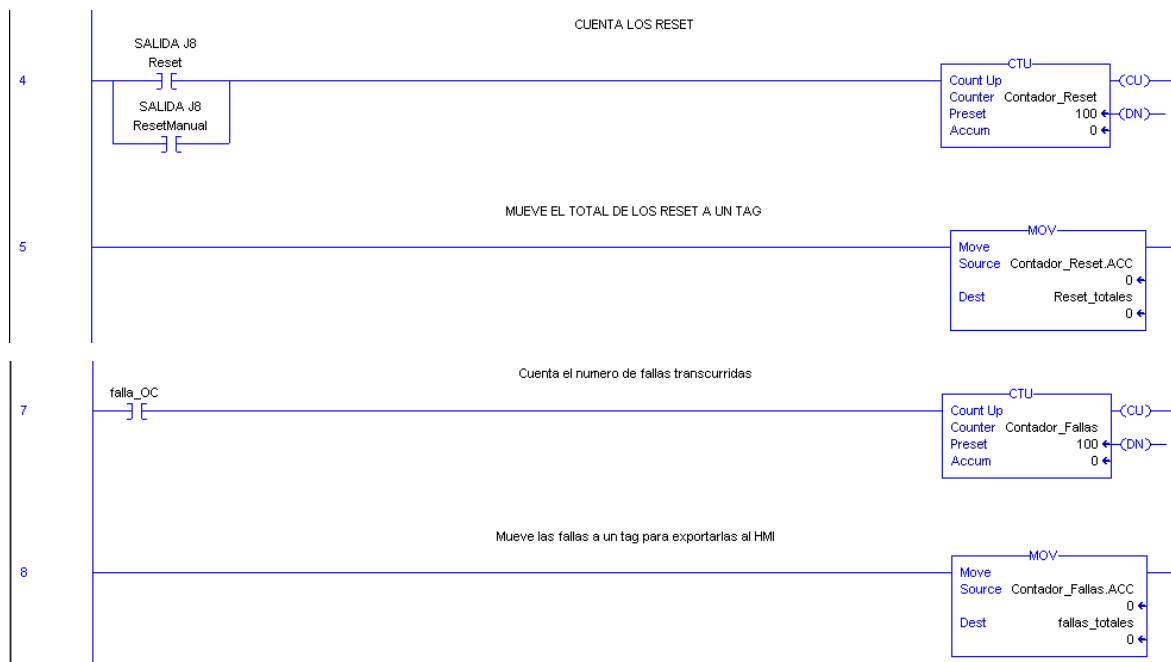 CUENTA LOS RESET
SALIDA J8
Reset
4
SALIDA J8
ResetManual
CTU
Count Up
Counter Contador_Reset
Preset 100
Accum 0
(CU)
(DN)
MUEVE EL TOTAL DE LOS RESET A UN TAG
5
MOV
Move
Source Contador_Reset.ACC
0
Dest Reset_totales
0
Cuenta el numero de fallas transcurridas
falla_OC
7
CTU
Count Up
Counter Contador_Fallas
Preset 100
Accum 0
(CU)
(DN)
Mueve las fallas a un tag para exportarlas al HMI
8
MOV
Move
Source Contador_Fallas.ACC
0
Dest fallas_totales
0